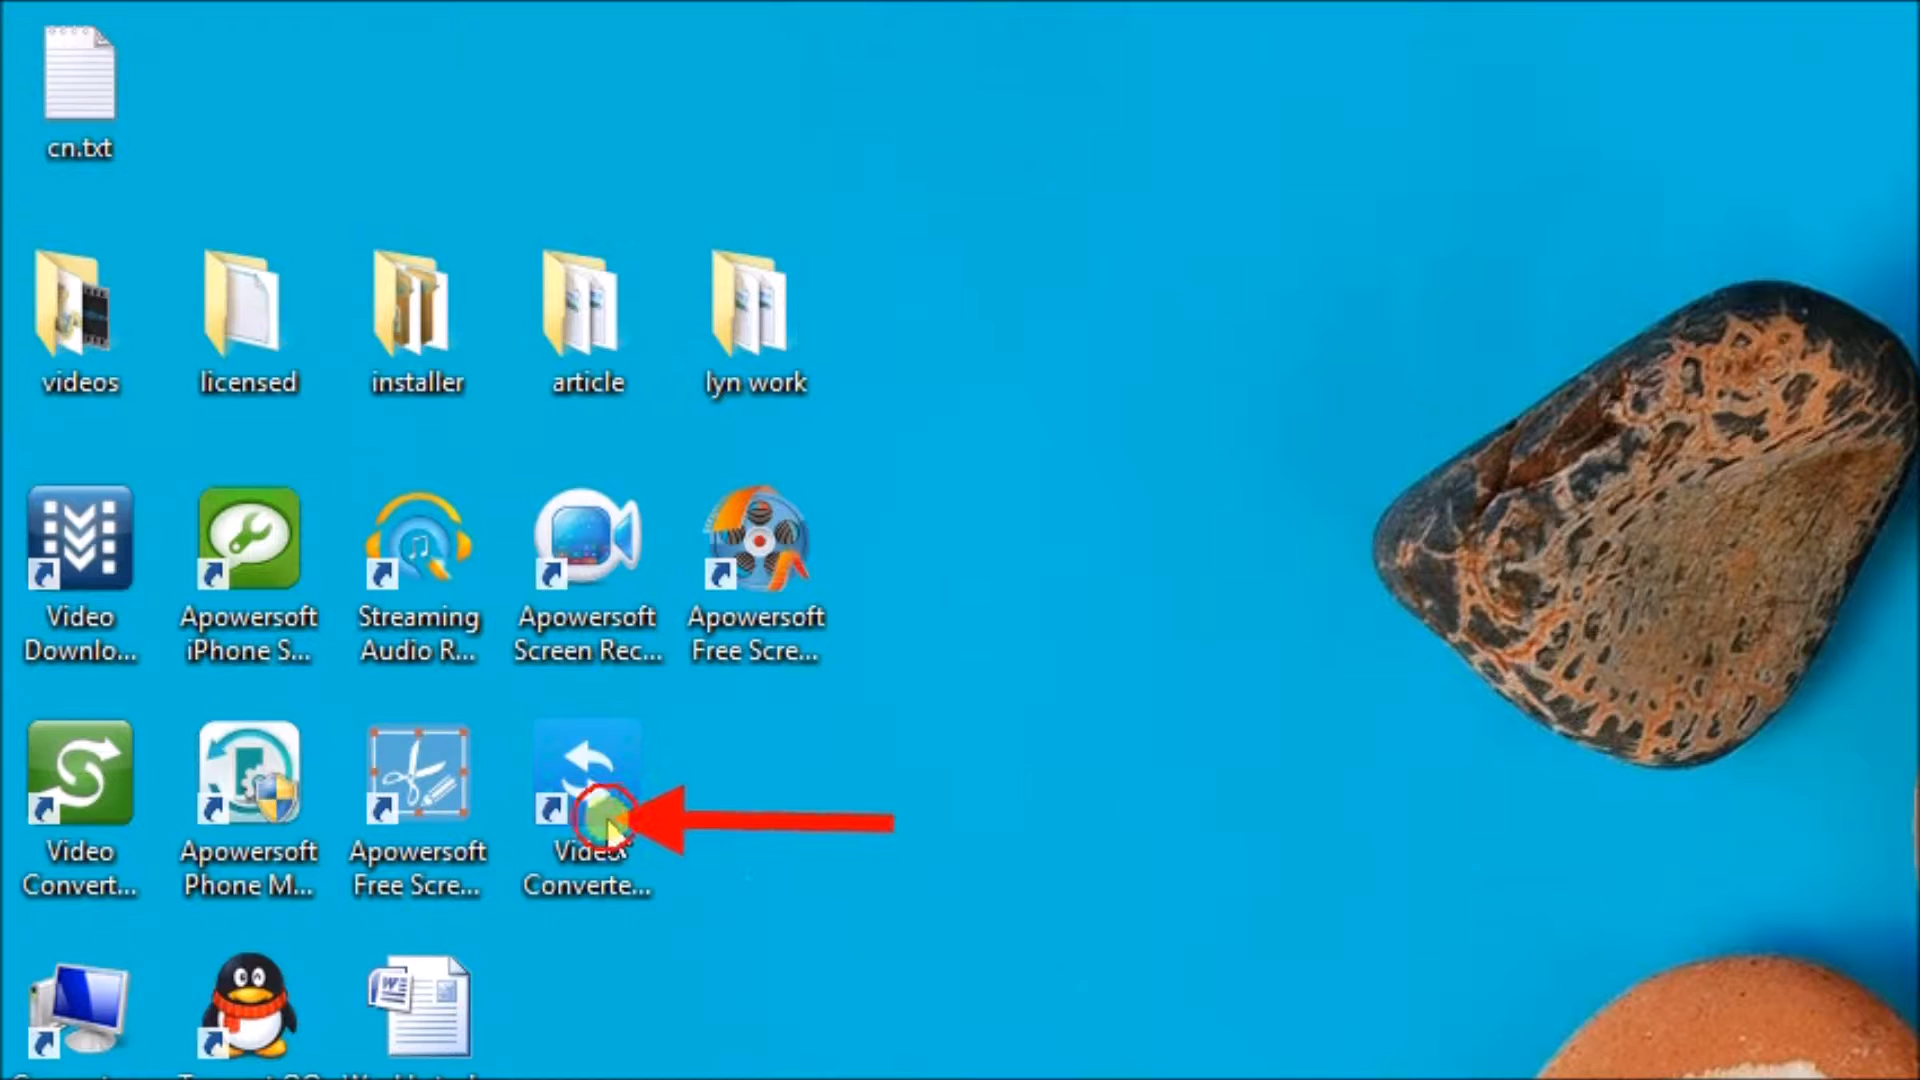 cn.txt
videos
licensed
installer
article
lyn work
Video
Downlo...
Apowersoft
iPhone S...
Streaming
Audio R...
Apowersoft
Screen Rec...
Apowersoft
Free Scre...
Video
Convert...
Apowersoft
Phone M...
Apowersoft
Free Scre...
Video
Converte...
W